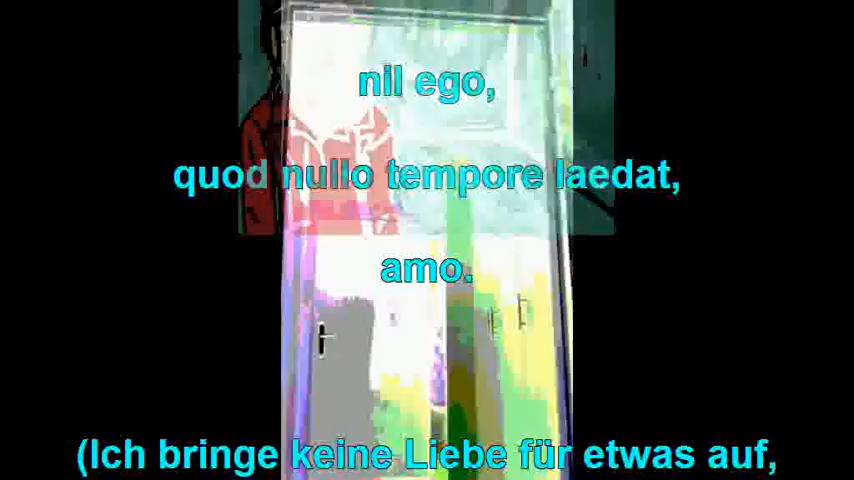 nil ego,
quod nullo tempore laedat,
amo.
(Ich bringe keine Liebe für etwas auf,